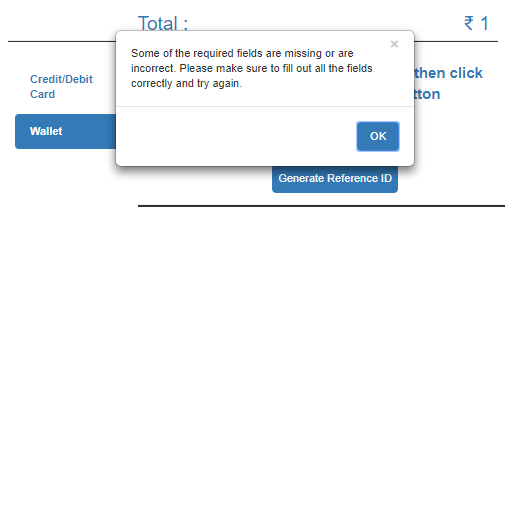 Total :
₹ 1
×
Some of the required fields are missing or are
incorrect. Please make sure to fill out all the fields
correctly and try again.
OK
Credit/Debit
Card
Wallet
then click
Generate Reference ID